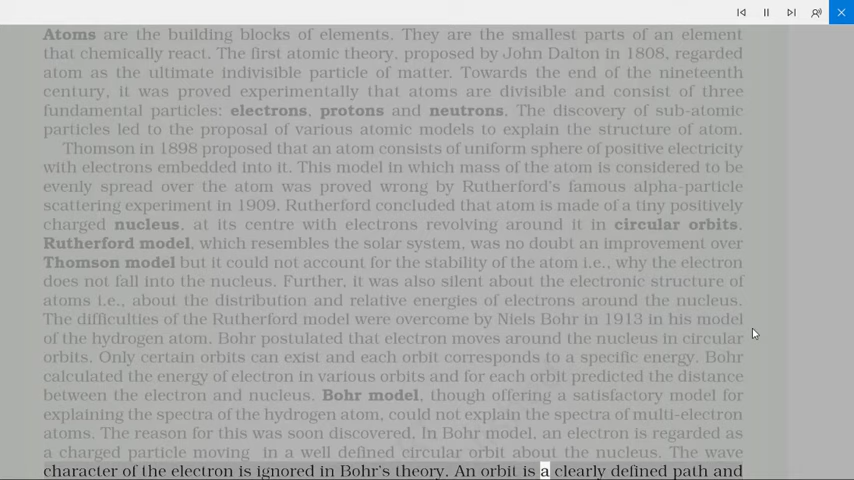 Atoms are the building blocks of elements. They are the smallest parts of an element
that chemically react. The first atomic theory, proposed by John Dalton in 1808, regarded
atom as the ultimate indivisible particle of matter. Towards the end of the nineteenth
century, it was proved experimentally that atoms are divisible and consist of three
fundamental particles: electrons, protons and neutrons. The discovery of sub-atomic
particles led to the proposal of various atomic models to explain the structure of atom.
Thomson in 1898 proposed that an atom consists of uniform sphere of positive electricity
with electrons embedded into it. This model in which mass of the atom is considered to be
evenly spread over the atom was proved wrong by Rutherford's famous alpha-particle
scattering experiment in 1909. Rutherford concluded that atom is made of a tiny positively
charged nucleus, at its centre with electrons revolving around it in circular orbits.
Rutherford model, which resembles the solar system, was no doubt an improvement over
Thomson model but it could not account for the stability of the atom i.e., why the electron
does not fall into the nucleus. Further, it was also silent about the electronic structure of
atoms i.e., about the distribution and relative energies of electrons around the nucleus.
The difficulties of the Rutherford model were overcome by Niels Bohr in 1913 in his model
of the hydrogen atom. Bohr postulated that electron moves around the nucleus in circular
orbits. Only certain orbits can exist and each orbit corresponds to a specific energy. Bohr
calculated the energy of electron in various orbits and for each orbit predicted the distance
between the electron and nucleus. Bohr model, though offering a satisfactory model for
explaining the spectra of the hydrogen atom, could not explain the spectra of multi-electron
atoms. The reason for this was soon discovered. In Bohr model, an electron is regarded as
a charged particle moving in a well defined circular orbit about the nucleus. The wave
character of the electron is ignored in Bohr's theory. An orbit is a clearly defined path and